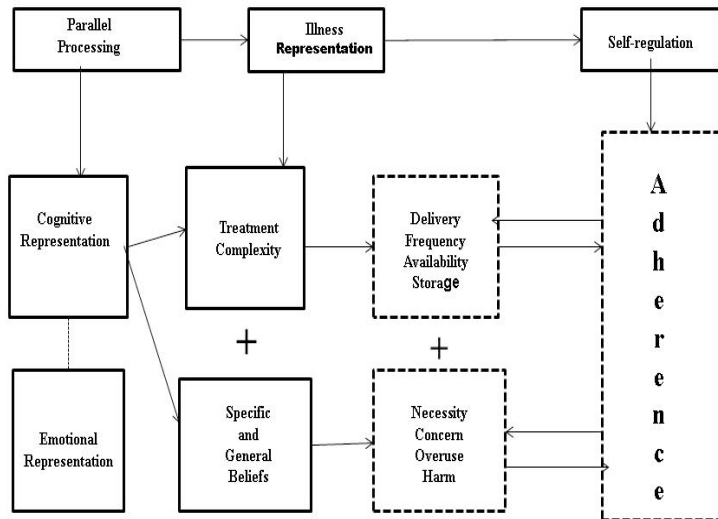 Parallel
Processing
Illness
Representation
Self-regulation
Cognitive
Representation
Treatment
Complexity
Delivery
Frequency
Availability
Storage
A
d
h
e
r
e
n
c
e
+
+
Emotional
Representation
Specific
and
General
Beliefs
Necessity
Concern
Overuse
Harm